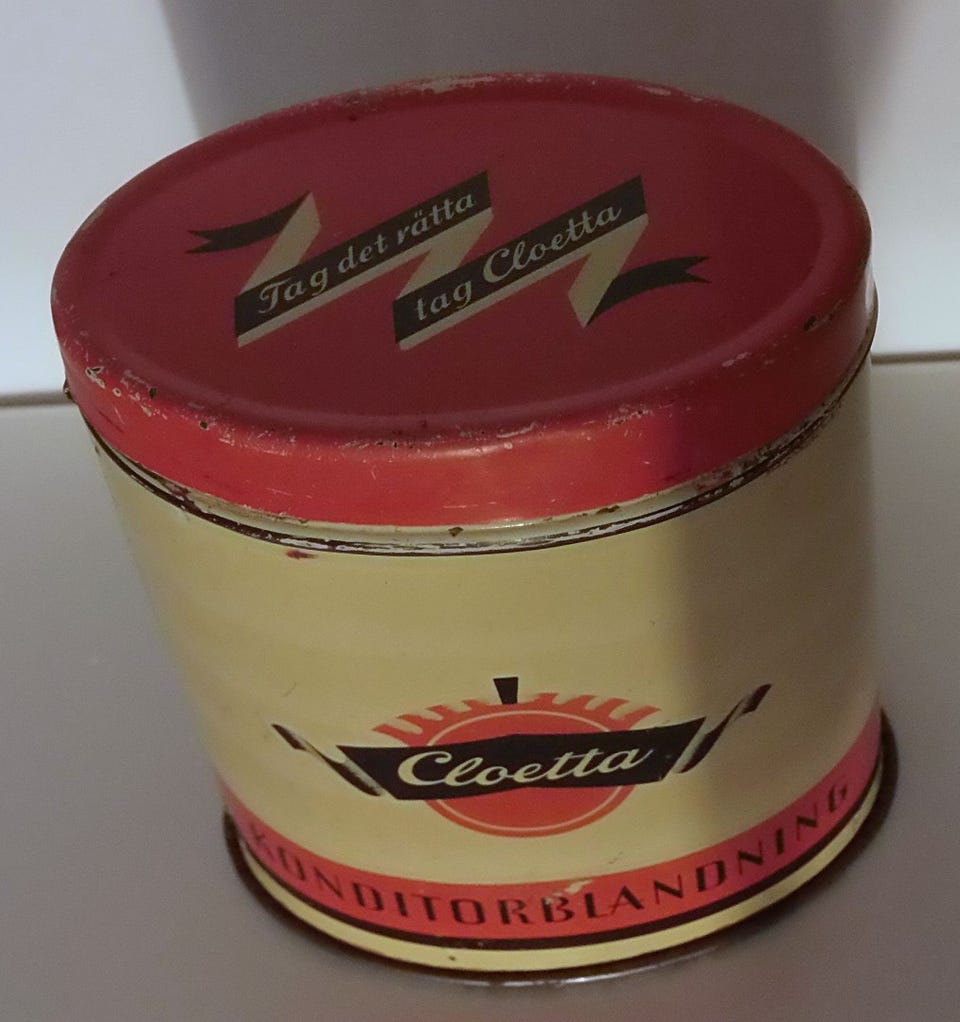 Tag det rätta
tag Cloetta
Cloetta
KONDITORBLANDNING